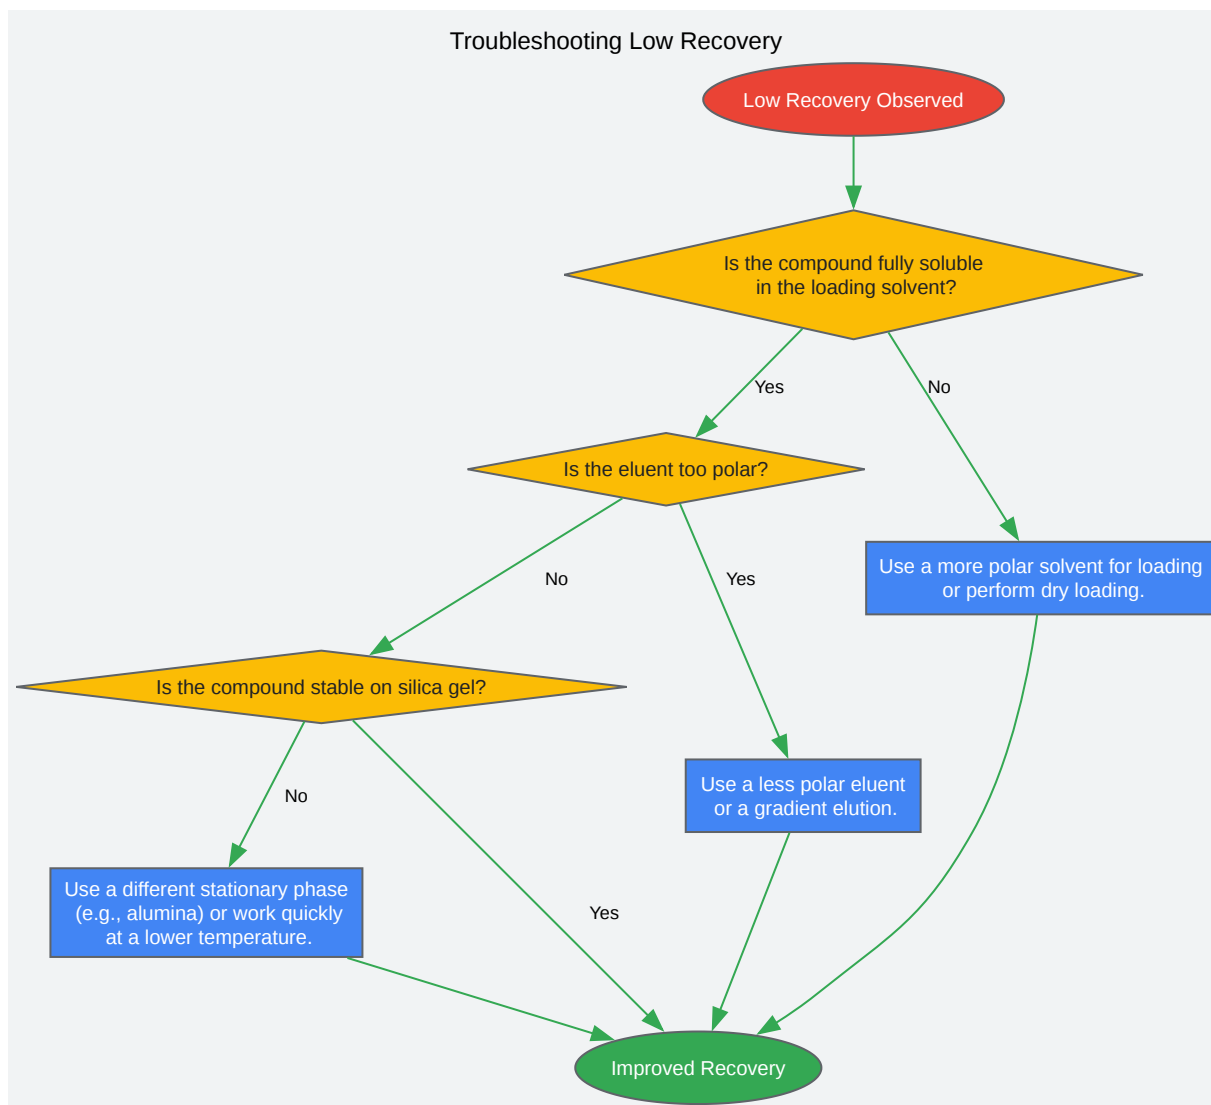 Troubleshooting Low Recovery
Low Recovery Observed
Is the compound fully soluble
in the loading solvent?
Yes
No
Is the eluent too polar?
No
Yes
Use a more polar solvent for loading
or perform dry loading.
Is the compound stable on silica gel?
No
Yes
Use a less polar eluent
or a gradient elution.
Use a different stationary phase
(e.g., alumina) or work quickly
at a lower temperature.
Improved Recovery